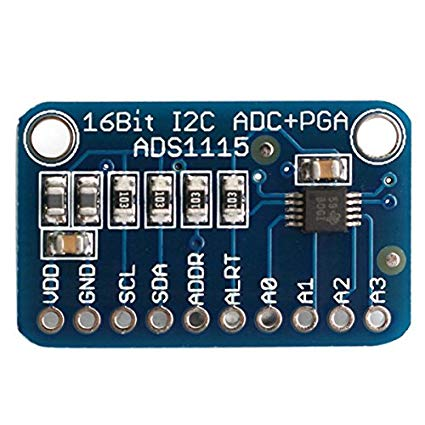 16Bit I2C ADC+PGA
ADS1115
103 103 103 103
VDD GND SCL SDA ADDR ALRT A0 A1 A2 A3